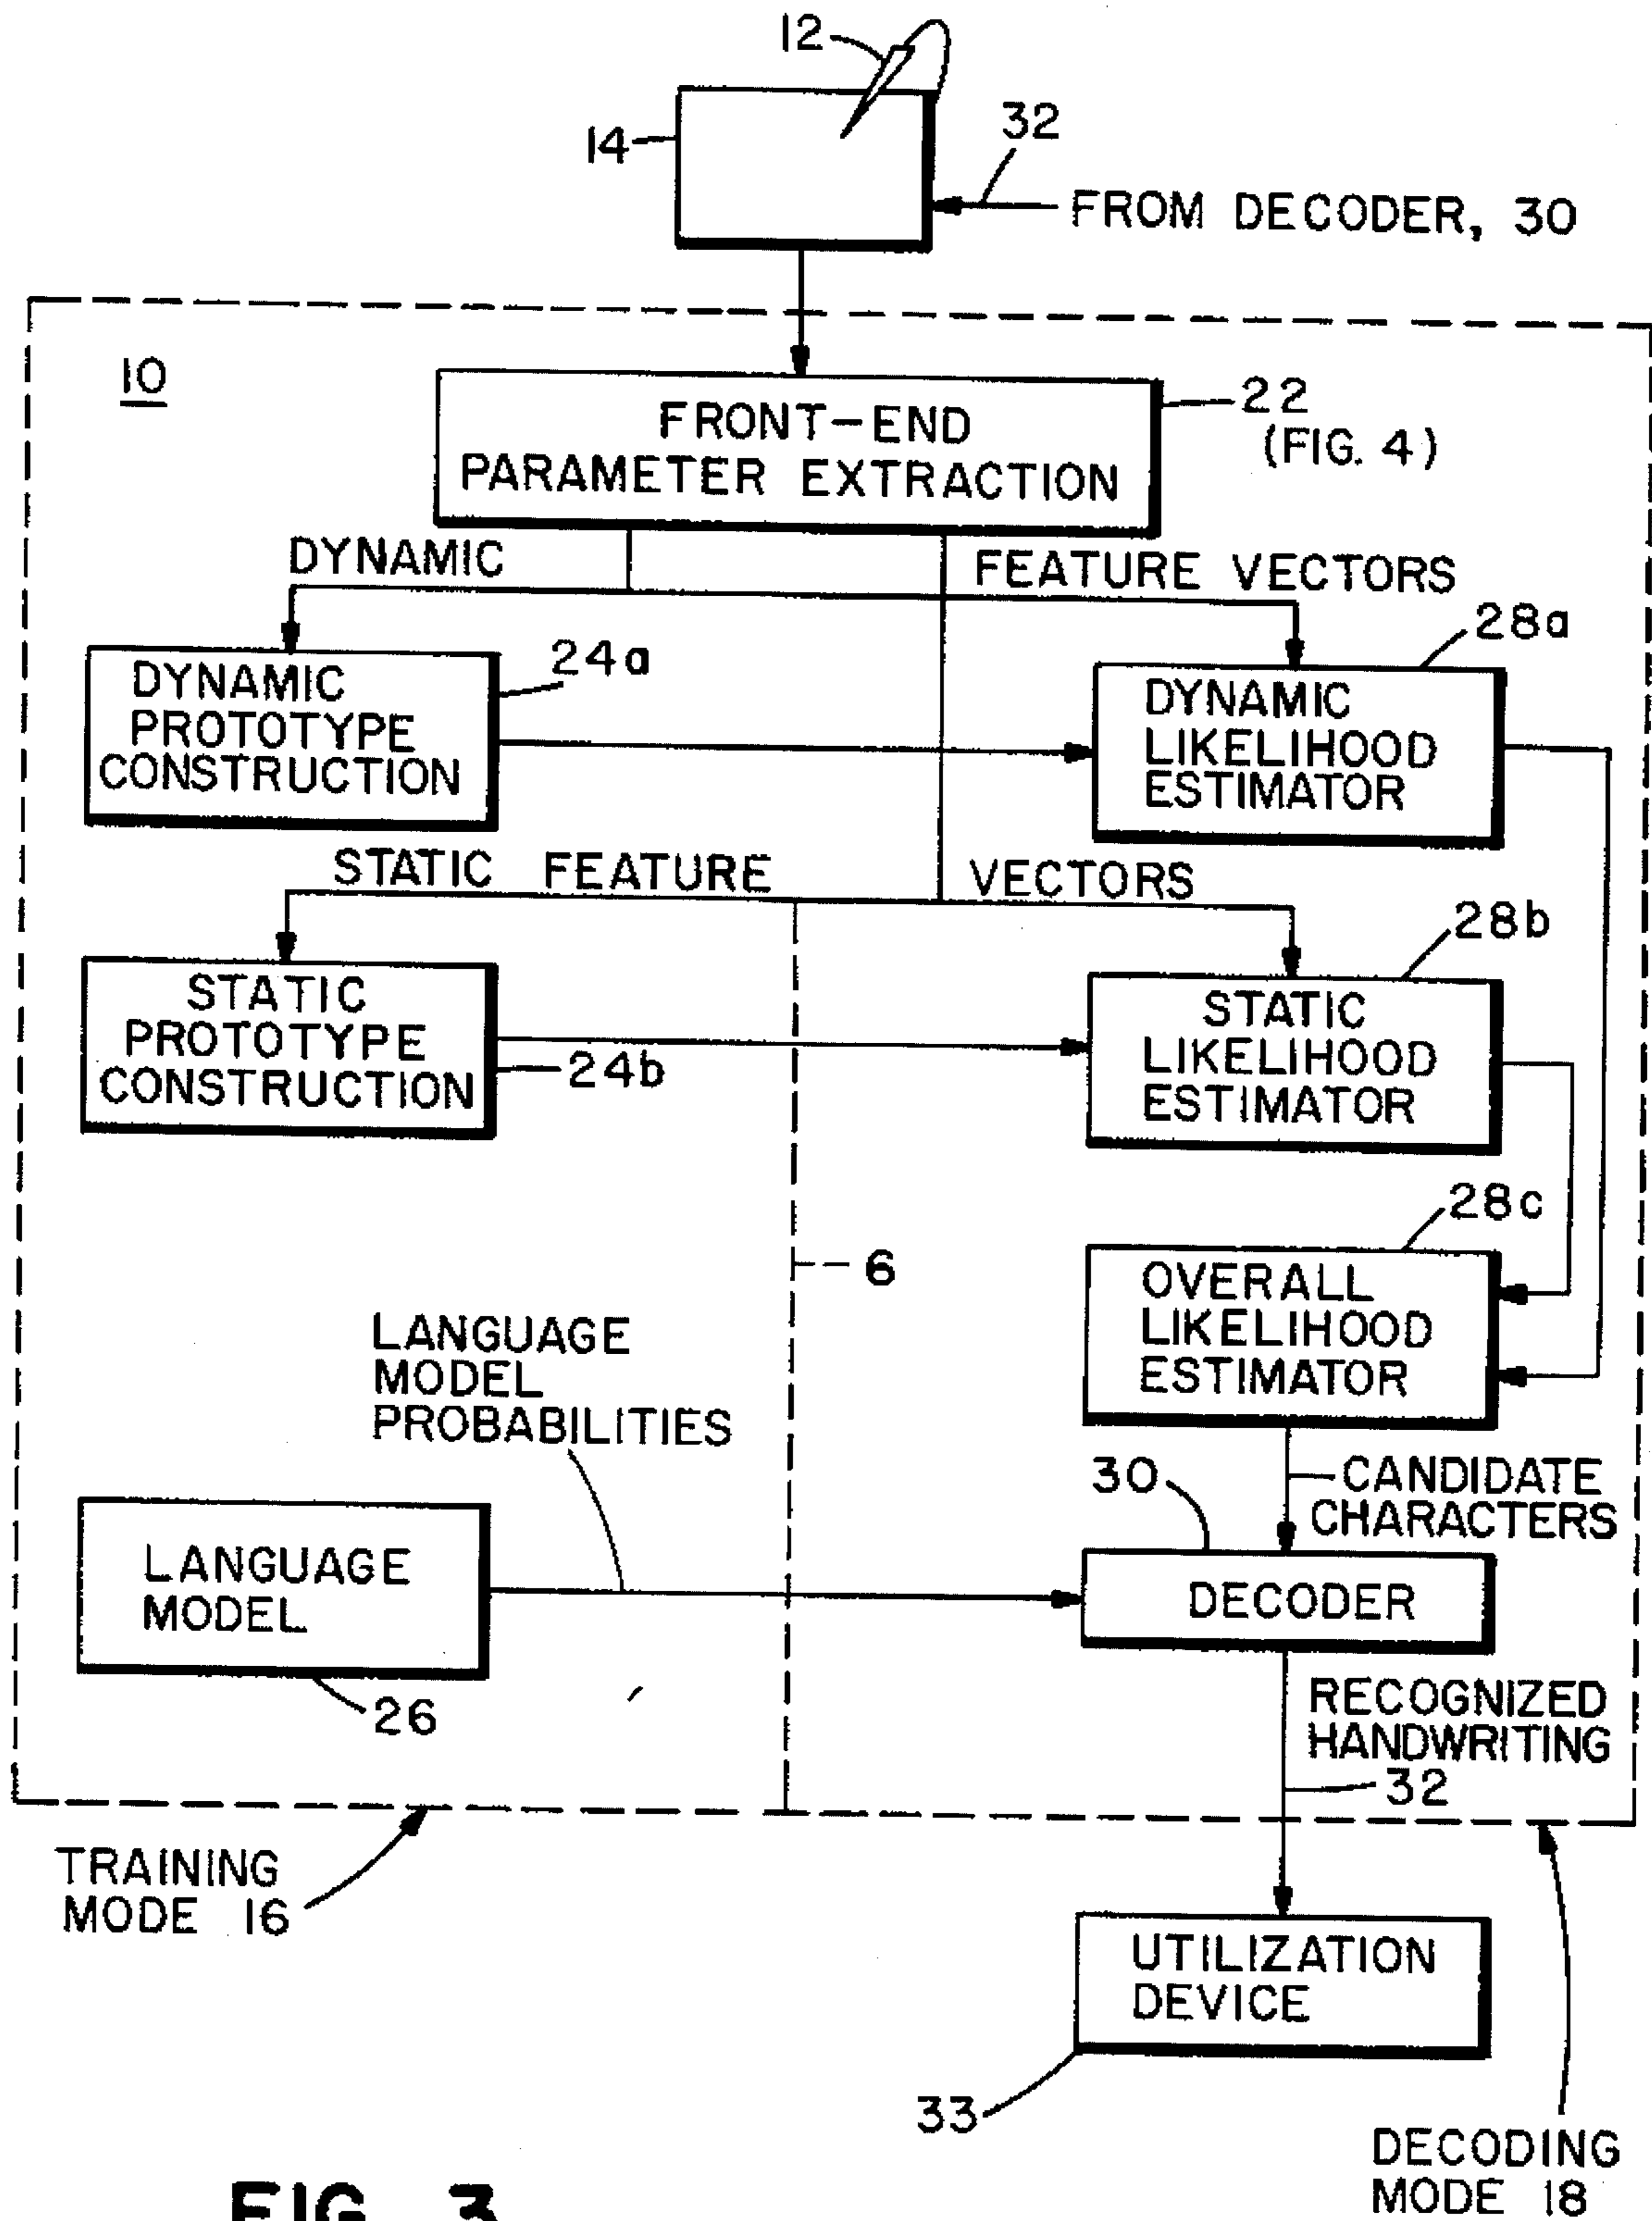 12
14
32
FROM DECODER, 30
10
FRONT-END
PARAMETER EXTRACTION
22
(FIG. 4)
DYNAMIC FEATURE VECTORS
24a
28a
DYNAMIC
PROTOTYPE
CONSTRUCTION
DYNAMIC
LIKELIHOOD
ESTIMATOR
STATIC FEATURE VECTORS
28b
STATIC
PROTOTYPE
CONSTRUCTION
24b
STATIC
LIKELIHOOD
ESTIMATOR
28c
6
OVERALL
LIKELIHOOD
ESTIMATOR
LANGUAGE
MODEL
PROBABILITIES
30
CANDIDATE
CHARACTERS
LANGUAGE
MODEL
26
DECODER
RECOGNIZED
HANDWRITING
32
TRAINING
MODE 16
UTILIZATION
DEVICE
33
DECODING
MODE 18
FIG. 3